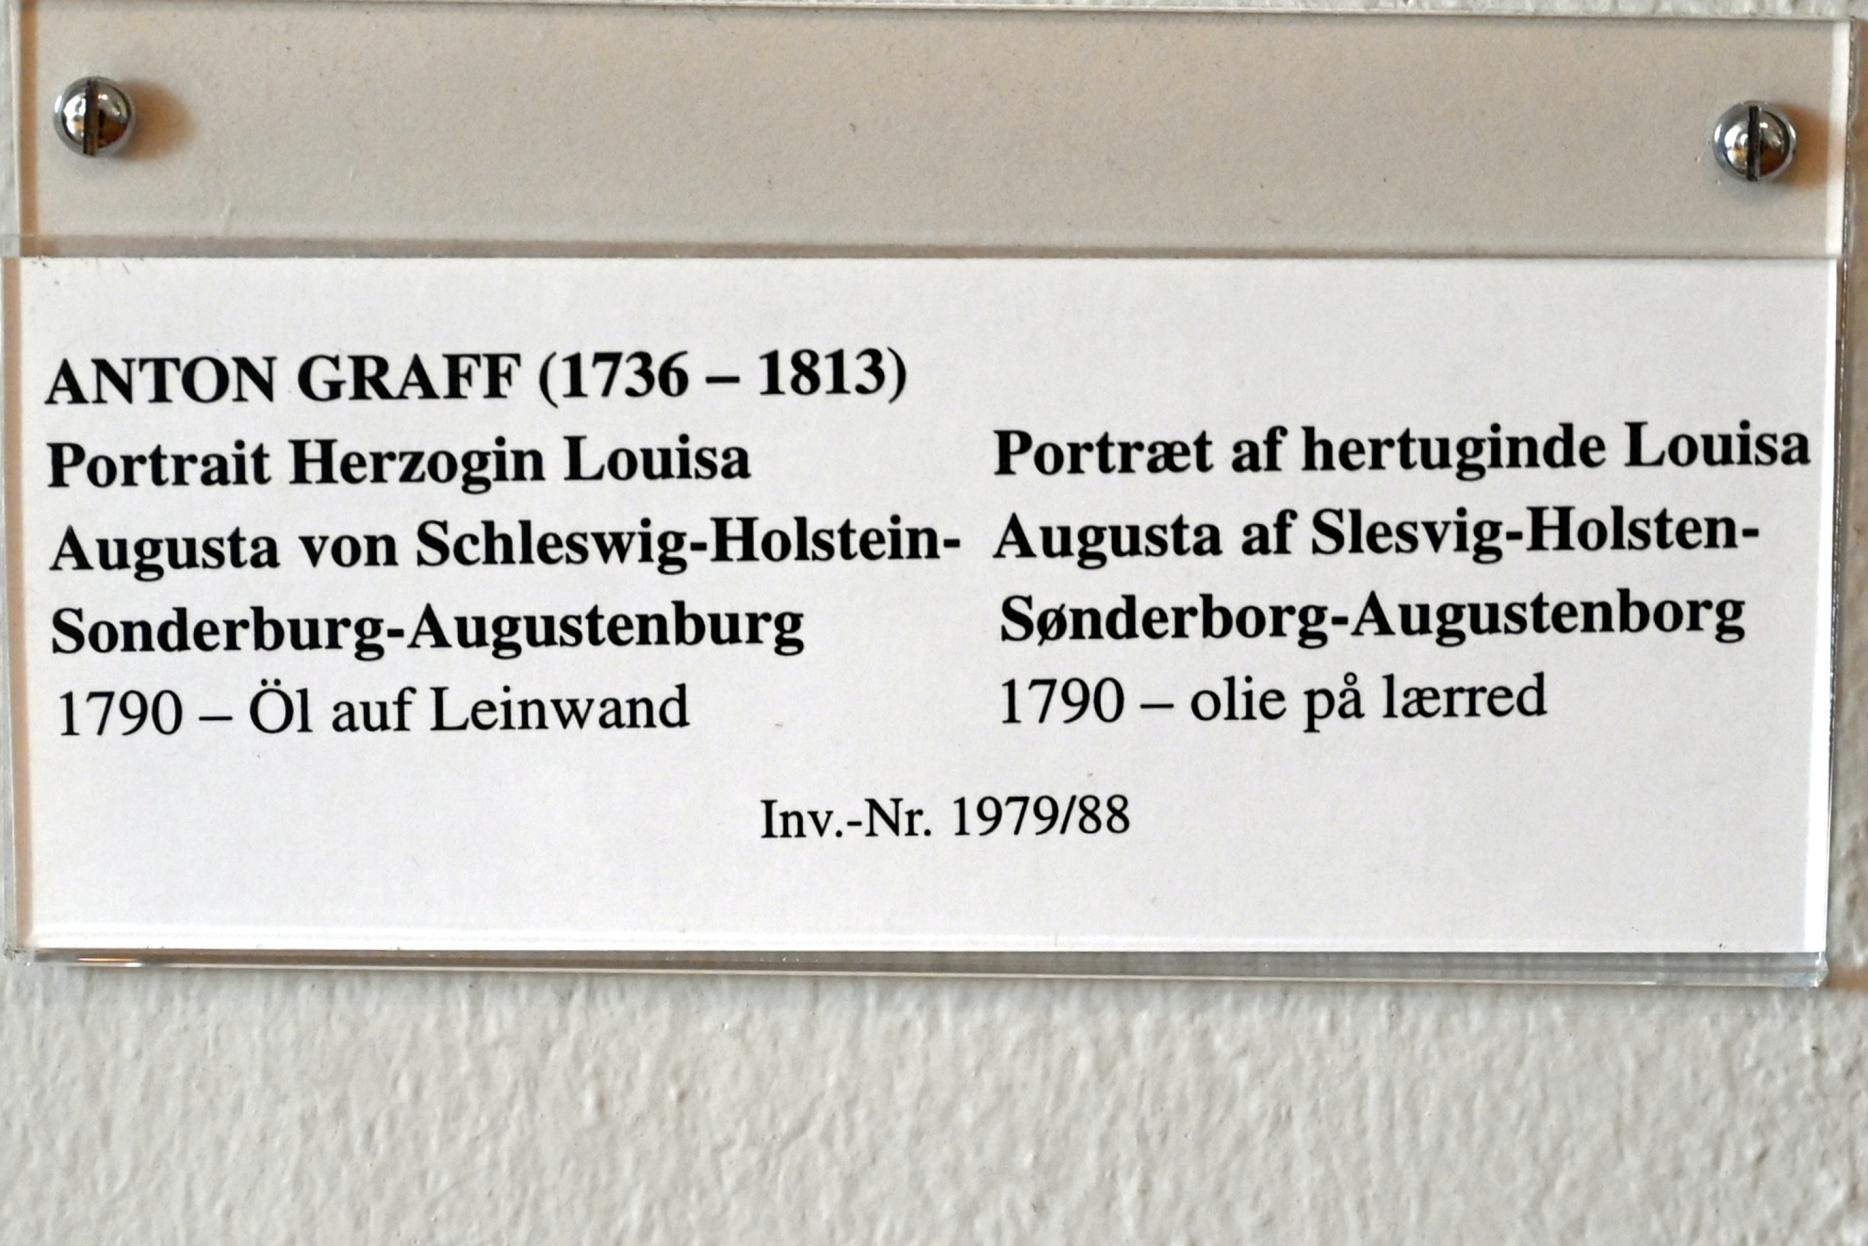 ANTON GRAFF (1736 – 1813)
Portrait Herzogin Louisa
Augusta von Schleswig-Holstein-
Sonderburg-Augustenburg
1790 – Öl auf Leinwand
Portræt af hertuginde Louisa
Augusta af Slesvig-Holsten-
Sønderborg-Augustenborg
1790 – olie på lærred
Inv.-Nr. 1979/88